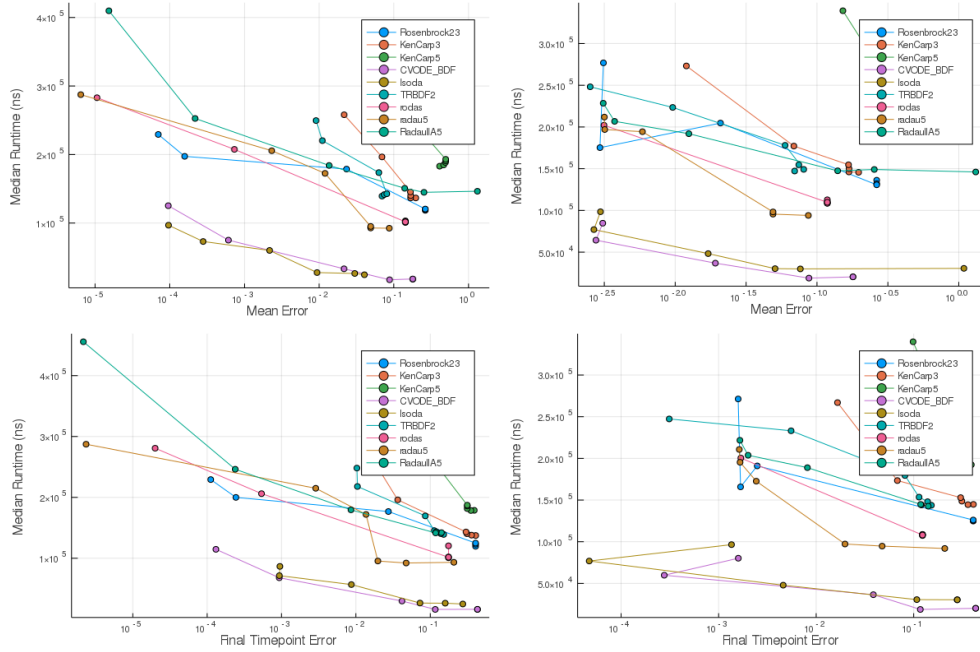 4×10 5
2×10 5
1×10 5
Median Runtime (ns)
10 -5
10 -4
10 -3
10 -2
10 -1
10 0
Mean Error
Rosenbrock23
KenCarp3
KenCarp5
CVODE_BDF
lsoda
TRBDF2
rodas
radau5
RadauIIA5
3.0×10 5
2.5×10 5
2.0×10 5
1.5×10 5
1.0×10 5
5.0×10 4
Median Runtime (ns)
10 -2.5
10 -2.0
10 -1.5
10 -1.0
10 -0.5
10 0.0
Mean Error
Rosenbrock23
KenCarp3
KenCarp5
CVODE_BDF
lsoda
TRBDF2
rodas
radau5
RadauIIA5
4×10 5
3×10 5
2×10 5
1×10 5
Median Runtime (ns)
10 -5
10 -4
10 -3
10 -2
10 -1
Final Timepoint Error
Rosenbrock23
KenCarp3
KenCarp5
CVODE_BDF
lsoda
TRBDF2
rodas
radau5
RadauIIA5
3.0×10 5
2.5×10 5
2.0×10 5
1.5×10 5
1.0×10 5
5.0×10 4
Median Runtime (ns)
10 -4
10 -3
10 -2
10 -1
Final Timepoint Error
Rosenbrock23
KenCarp3
KenCarp5
CVODE_BDF
lsoda
TRBDF2
rodas
radau5
RadauIIA5